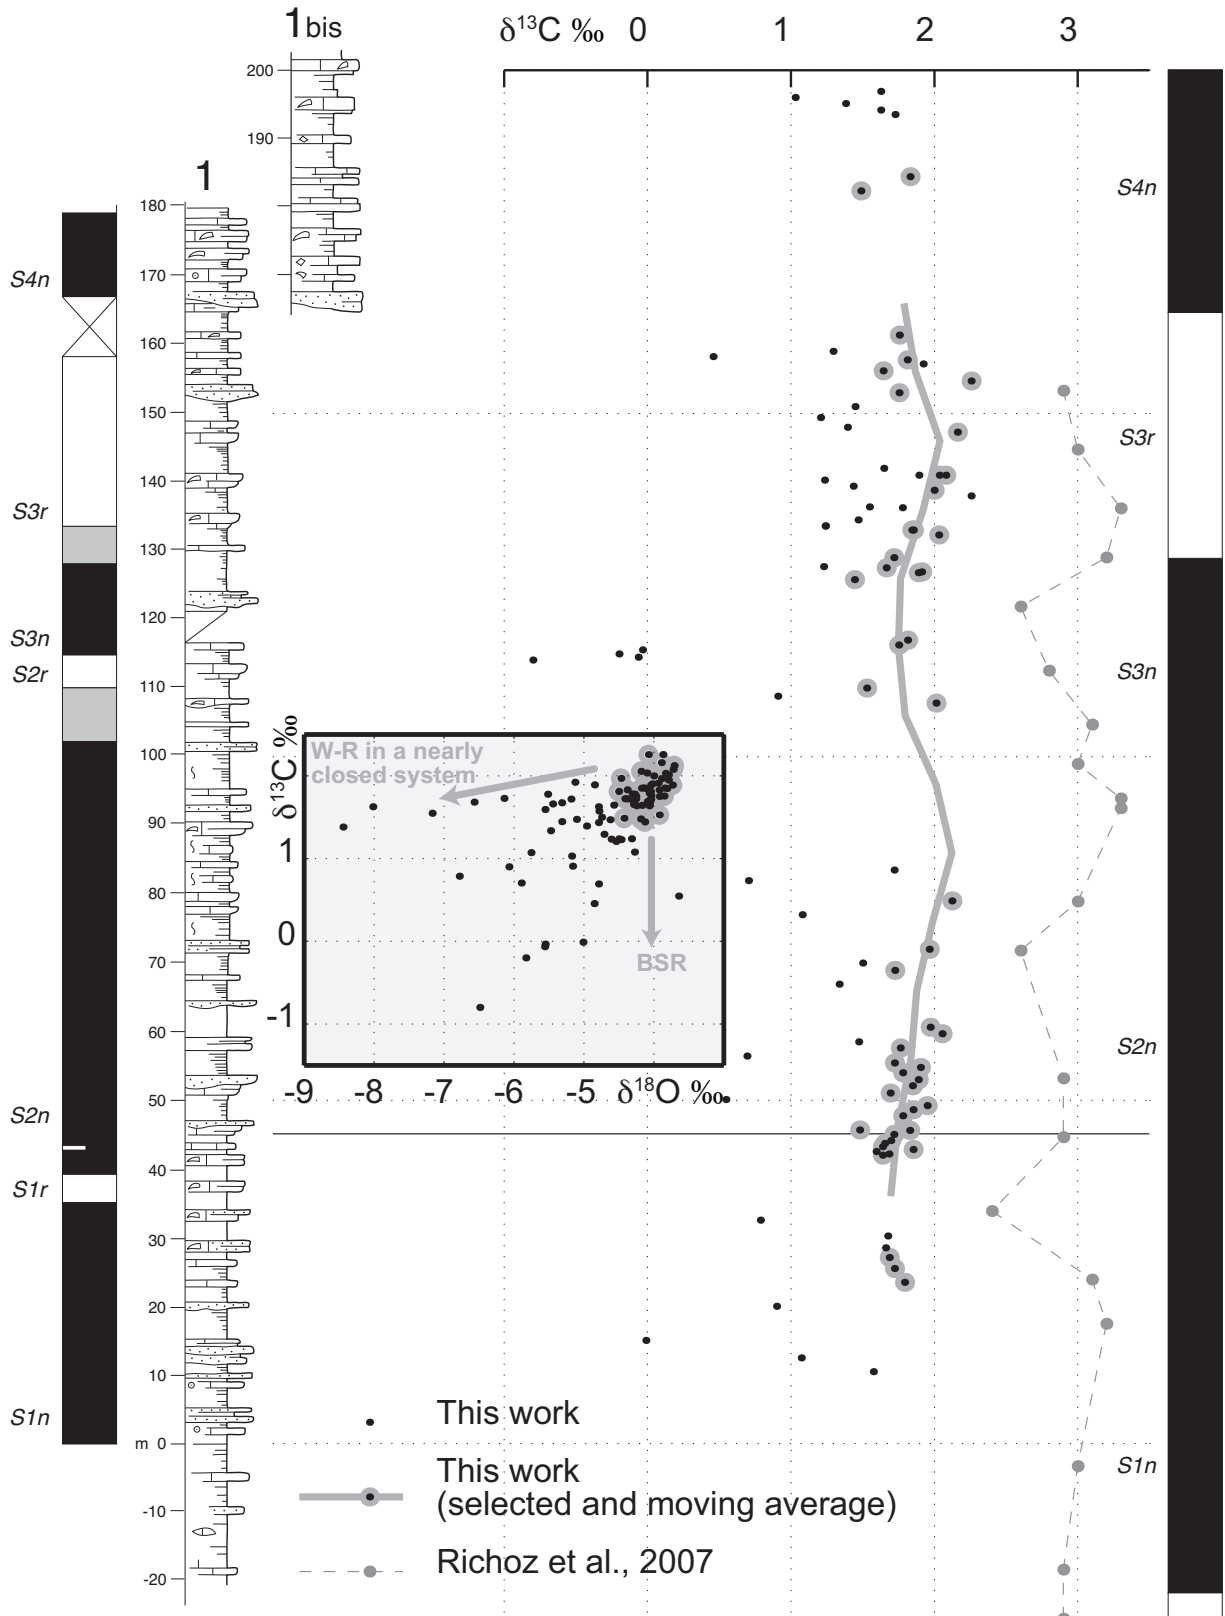 1bis
δ¹³C ‰ 0 1 2 3
200
190
1
180
170
160
150
140
130
120
110
100
90
80
70
60
50
40
30
20
10
m 0
-10
-20
S4n
S3r
S3n
S2r
S2n
S1r
S1n
W-R in a nearly
closed system
BSR
δ¹³C ‰
1
0
-1
-9 -8 -7 -6 -5 δ¹⁸O ‰
S4n
S3r
S3n
S2n
S1n
This work
This work
(selected and moving average)
Richoz et al., 2007